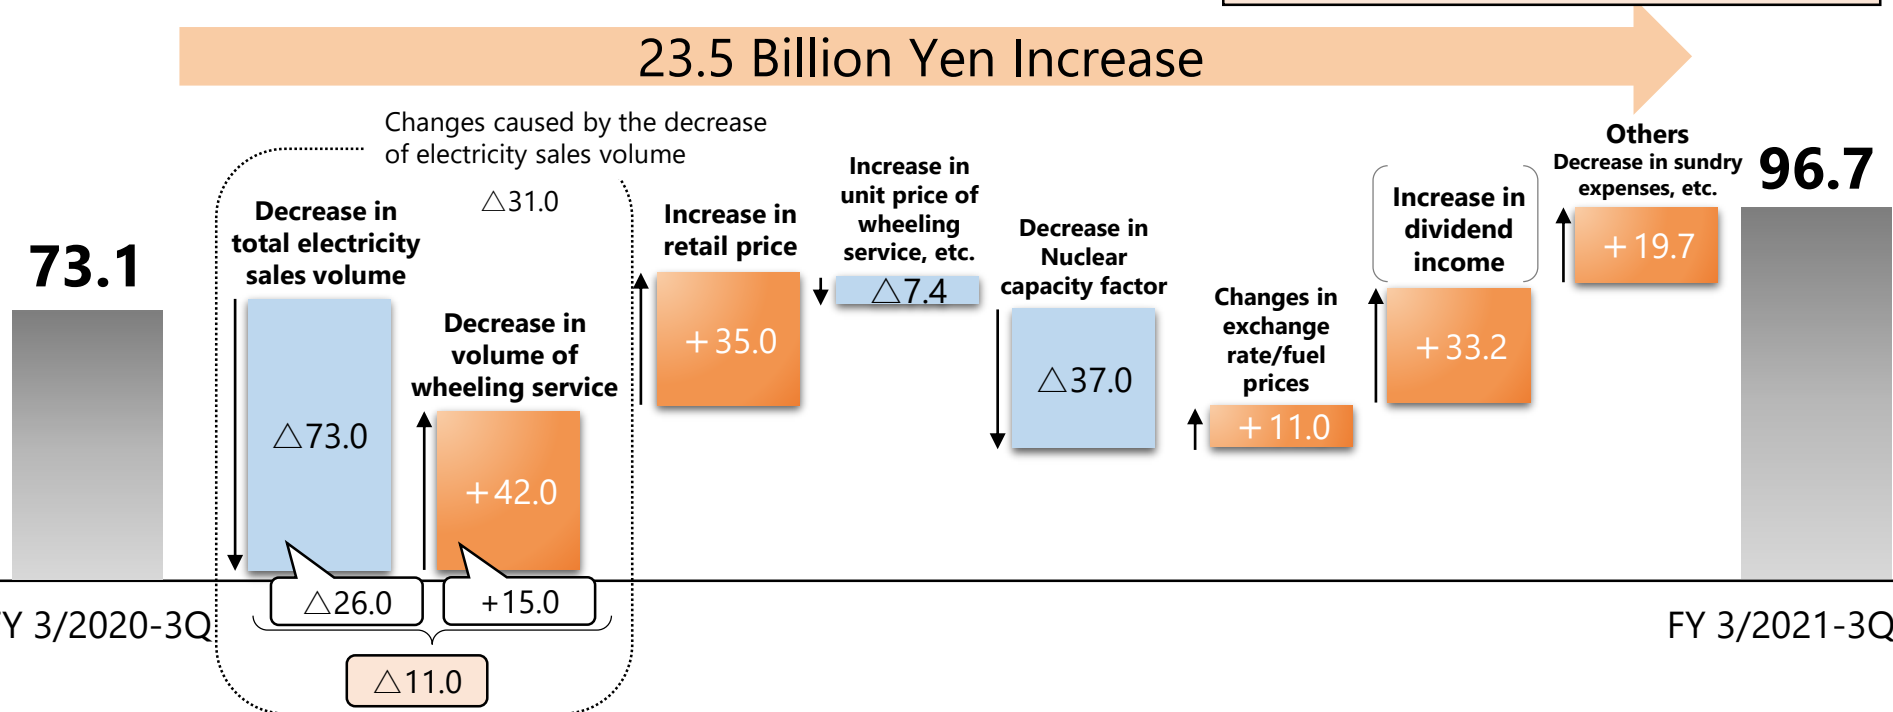 23.5 Billion Yen Increase
Changes caused by the decrease
of electricity sales volume
△31.0
73.1
Decrease in
total electricity
sales volume
△73.0
Decrease in
volume of
wheeling service
+42.0
△26.0
+15.0
△11.0
Increase in
retail price
+35.0
Increase in
unit price of
wheeling
service, etc.
△7.4
Decrease in
Nuclear
capacity factor
△37.0
Changes in
exchange
rate/fuel
prices
+11.0
Increase in
dividend
income
+33.2
Others
Decrease in sundry
expenses, etc.
+19.7
96.7
Y 3/2020-3Q
FY 3/2021-3Q